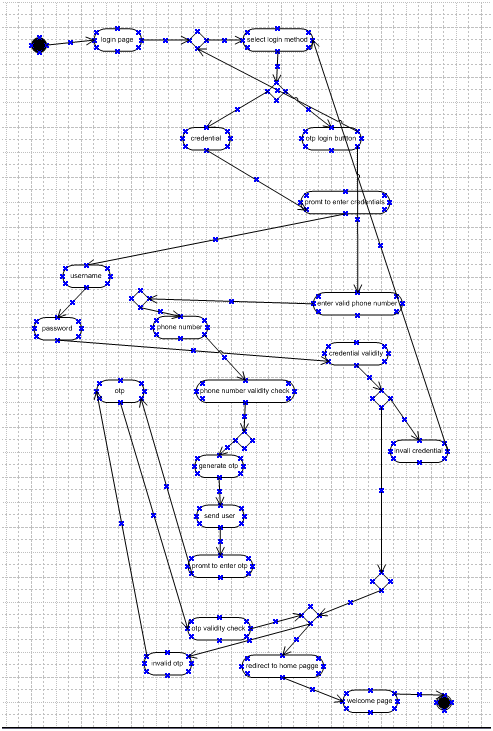 login page
select login method
credential
otp login button
promt to enter credentials
username
enter valid phone number
password
phone number
credential validity
otp
phone number validity check
invali credential
generate otp
send user
promt to enter otp
otp validity check
invalid otp
redirect to home pagge
welcome page